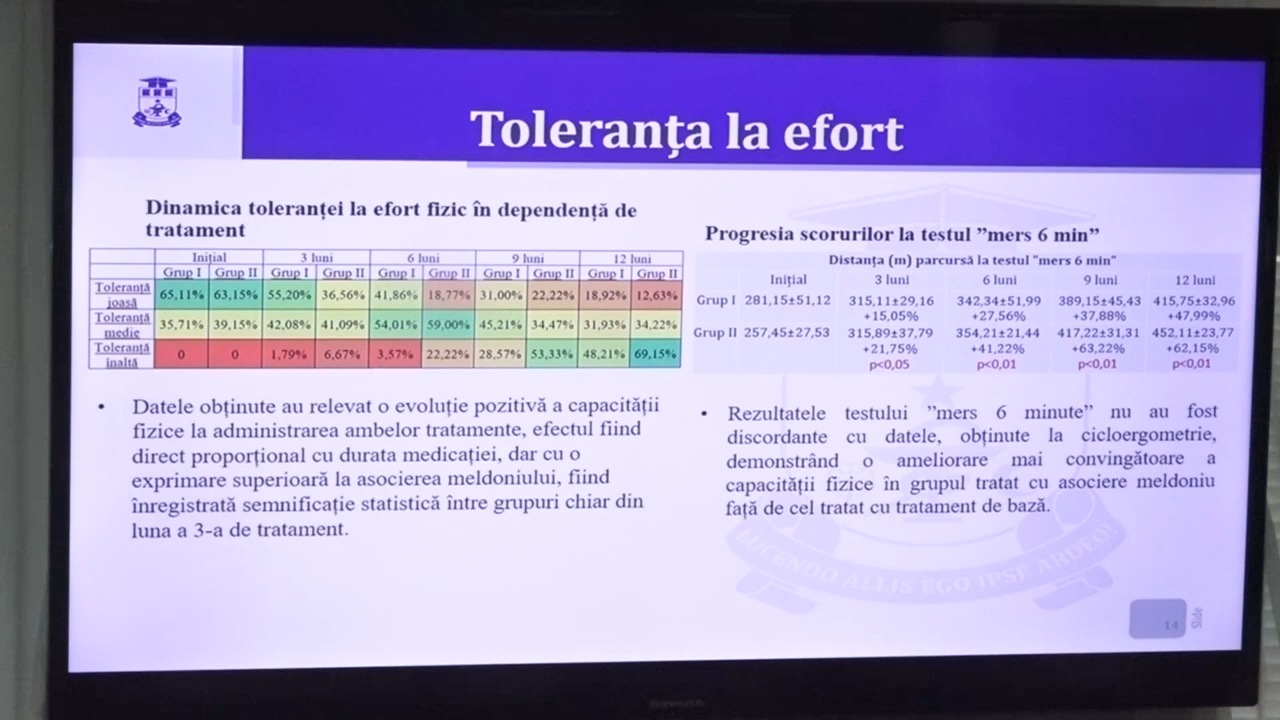 Toleranța la efort
Dinamica toleranței la efort fizic în dependență de
tratament
Inițial 3 luni 6 luni 9 luni 12 luni
Grup I Grup II Grup I Grup II Grup I Grup II Grup I Grup II Grup I Grup II
Toleranță
joasă 65,11% 63,15% 55,20% 36,56% 41,86% 18,77% 31,00% 22,22% 18,92% 12,63%
Toleranță
medie 35,71% 39,15% 42,08% 41,09% 54,01% 59,00% 45,21% 34,47% 31,93% 34,22%
Toleranță
înaltă 0 0 1,79% 6,67% 3,57% 22,22% 28,57% 53,33% 48,21% 69,15%
• Datele obținute au relevat o evoluție pozitivă a capacității
fizice la administrarea ambelor tratamente, efectul fiind
direct proporțional cu durata medicației, dar cu o
exprimare superioară la asocierea meldoniului, fiind
înregistrată semnificație statistică între grupuri chiar din
luna a 3-a de tratament.
Progresia scorurilor la testul ”mers 6 min”
Distanța (m) parcursă la testul "mers 6 min"
Inițial 3 luni 6 luni 9 luni 12 luni
Grup I 281,15±51,12 315,11±29,16 342,34±51,99 389,15±45,43 415,75±32,96
+15,05% +27,56% +37,88% +47,99%
Grup II 257,45±27,53 315,89±37,79 354,21±21,44 417,22±31,31 452,11±23,77
+21,75% +41,22% +63,22% +62,15%
p<0,05 p<0,01 p<0,01 p<0,01
• Rezultatele testului ”mers 6 minute” nu au fost
discordante cu datele, obținute la cicloergometrie,
demonstrând o ameliorare mai convingătoare a
capacității fizice în grupul tratat cu asociere meldoniu
față de cel tratat cu tratament de bază.
LUCENDO ALLIS EGO IPSE ARDEO!
14
Slide